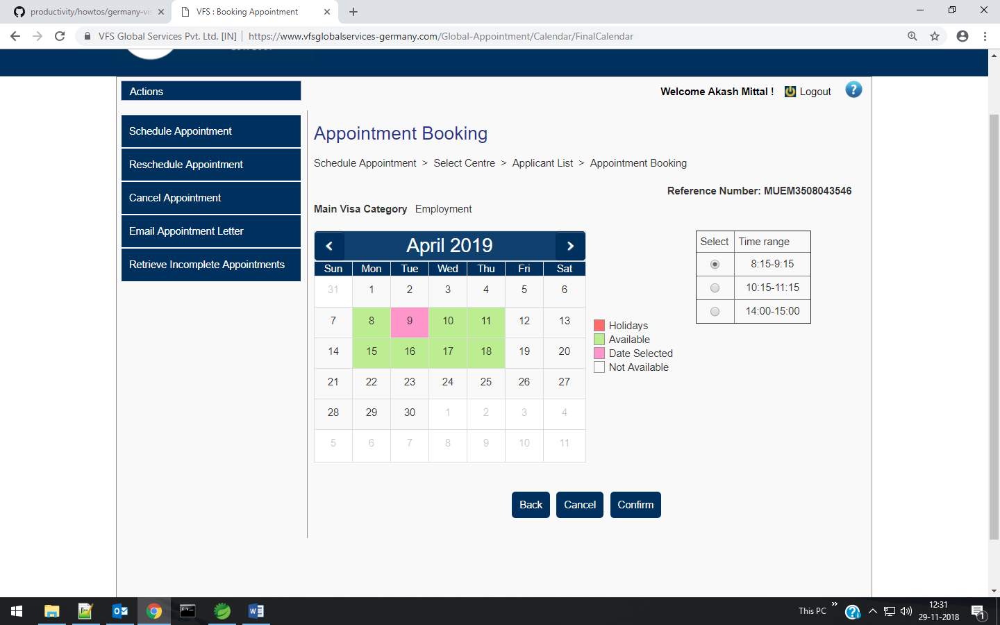 productivity/howtos/germany-vis
VFS : Booking Appointment
VFS Global Services Pvt. Ltd. [IN]
https://www.vfsglobalservices-germany.com/Global-Appointment/Calendar/FinalCalendar
Actions
Welcome Akash Mittal !
Logout
?
Schedule Appointment
Reschedule Appointment
Cancel Appointment
Email Appointment Letter
Retrieve Incomplete Appointments
Appointment Booking
Schedule Appointment > Select Centre > Applicant List > Appointment Booking
Reference Number: MUEM3508043546
Main Visa Category Employment
April 2019
Sun Mon Tue Wed Thu Fri Sat
31 1 2 3 4 5 6
7 8 9 10 11 12 13
14 15 16 17 18 19 20
21 22 23 24 25 26 27
28 29 30 1 2 3 4
5 6 7 8 9 10 11
Holidays
Available
Date Selected
Not Available
Select Time range
8:15-9:15
10:15-11:15
14:00-15:00
Back Cancel Confirm
This PC
12:31
29-11-2018
1